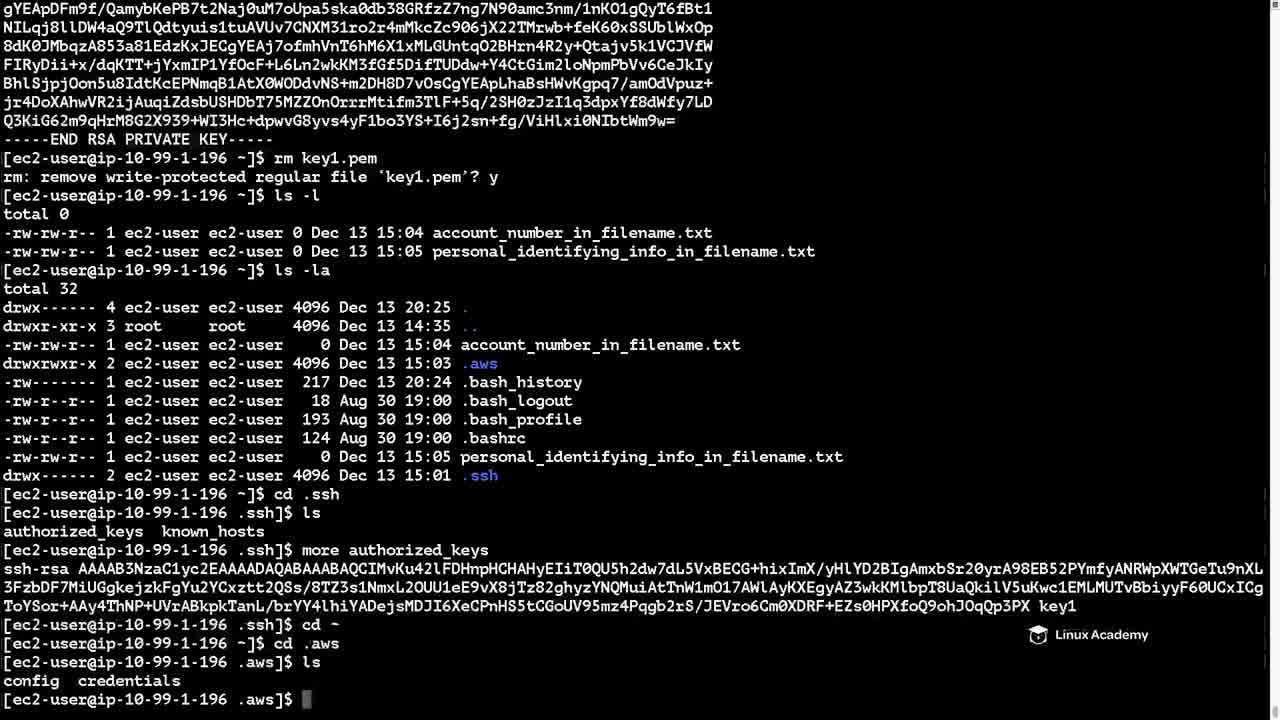 gYEApDFm9f/QamybKePB7t2Naj0uM7oUpa5ska0db38GRfzZ7ng7N90amc3nm/1nKO1gQyT6fBt1
NILqj8llDW4aQ9TlQdtyuis1tuAVUv7CNXM31ro2r4mMkcZc906jX22TMrwb+feK60xSSUblWxOp
8dK0JMbqzA853a81EdzKxJECgYEAj7ofmhVnT6hM6X1xMLGUntqO2BHrn4R2y+Qtajv5k1VCJVfW
FIRyDii+x/dqKTT+jYxmIP1YfOcF+L6Ln2wkKM3fGf5DifTUDdw+Y4CtGim2loNpmPbVv6CeJkIy
BhlSjpjOon5u8IdtKcEPNmqB1AtX0WODdvNS+m2DH8D7vOsCgYEApLhaBsHWvKgpq7/amOdVpuz+
jr4DoXAhwVR2ijAuqiZdsbUSHDbT75MZZOnOrrrMtifm3TlF+5q/2SH0zJzI1q3dpxYf8dWfy7LD
Q3KiG62m9qHrM8G2X939+WI3Hc+dpwvG8yvs4yF1bo3YS+I6j2sn+fg/ViHlxi0NIbtWm9w=
-----END RSA PRIVATE KEY-----
[ec2-user@ip-10-99-1-196 ~]$ rm key1.pem
rm: remove write-protected regular file ‘key1.pem’? y
[ec2-user@ip-10-99-1-196 ~]$ ls -l
total 0
-rw-rw-r-- 1 ec2-user ec2-user 0 Dec 13 15:04 account_number_in_filename.txt
-rw-rw-r-- 1 ec2-user ec2-user 0 Dec 13 15:05 personal_identifying_info_in_filename.txt
[ec2-user@ip-10-99-1-196 ~]$ ls -la
total 32
drwx------ 4 ec2-user ec2-user 4096 Dec 13 20:25 .
drwxr-xr-x 3 root     root     4096 Dec 13 14:35 ..
-rw-rw-r-- 1 ec2-user ec2-user    0 Dec 13 15:04 account_number_in_filename.txt
drwxrwxr-x 2 ec2-user ec2-user 4096 Dec 13 15:03 .aws
-rw------- 1 ec2-user ec2-user  217 Dec 13 20:24 .bash_history
-rw-r--r-- 1 ec2-user ec2-user   18 Aug 30 19:00 .bash_logout
-rw-r--r-- 1 ec2-user ec2-user  193 Aug 30 19:00 .bash_profile
-rw-r--r-- 1 ec2-user ec2-user  124 Aug 30 19:00 .bashrc
-rw-rw-r-- 1 ec2-user ec2-user    0 Dec 13 15:05 personal_identifying_info_in_filename.txt
drwx------ 2 ec2-user ec2-user 4096 Dec 13 15:01 .ssh
[ec2-user@ip-10-99-1-196 ~]$ cd .ssh
[ec2-user@ip-10-99-1-196 .ssh]$ ls
authorized_keys  known_hosts
[ec2-user@ip-10-99-1-196 .ssh]$ more authorized_keys
ssh-rsa AAAAB3NzaC1yc2EAAAADAQABAAABAQCIMvKu42lFDHnpHCHAHyEIiT0QU5h2dw7dL5VxBECG+hixImX/yHlYD2BIgAmxbSr20yrA98EB52PYmfyANRWpXWTGeTu9nXL
3FzbDF7MiUGgkejzkFgYu2YCxztt2QSs/8TZ3s1NmxL2OUU1eE9vX8jTz82ghyzYNQMuiAtTnW1mO17AWlAyKXEgyAZ3wkKMlbpT8UaQkilV5uKwc1EMLMUTvBbiyyF60UGxICg
ToYSor+AAy4ThNP+UVrABkpkTanL/brYY4lhiYADejsMDJI6XeCPnHS5tCGoUV95mz4Pqgb2rS/JEVro6Cm0XDRF+EZs0HPXfoQ9ohJOqQp3PX key1
[ec2-user@ip-10-99-1-196 .ssh]$ cd ~
[ec2-user@ip-10-99-1-196 ~]$ cd .aws
Linux Academy
[ec2-user@ip-10-99-1-196 .aws]$ ls
config  credentials
[ec2-user@ip-10-99-1-196 .aws]$